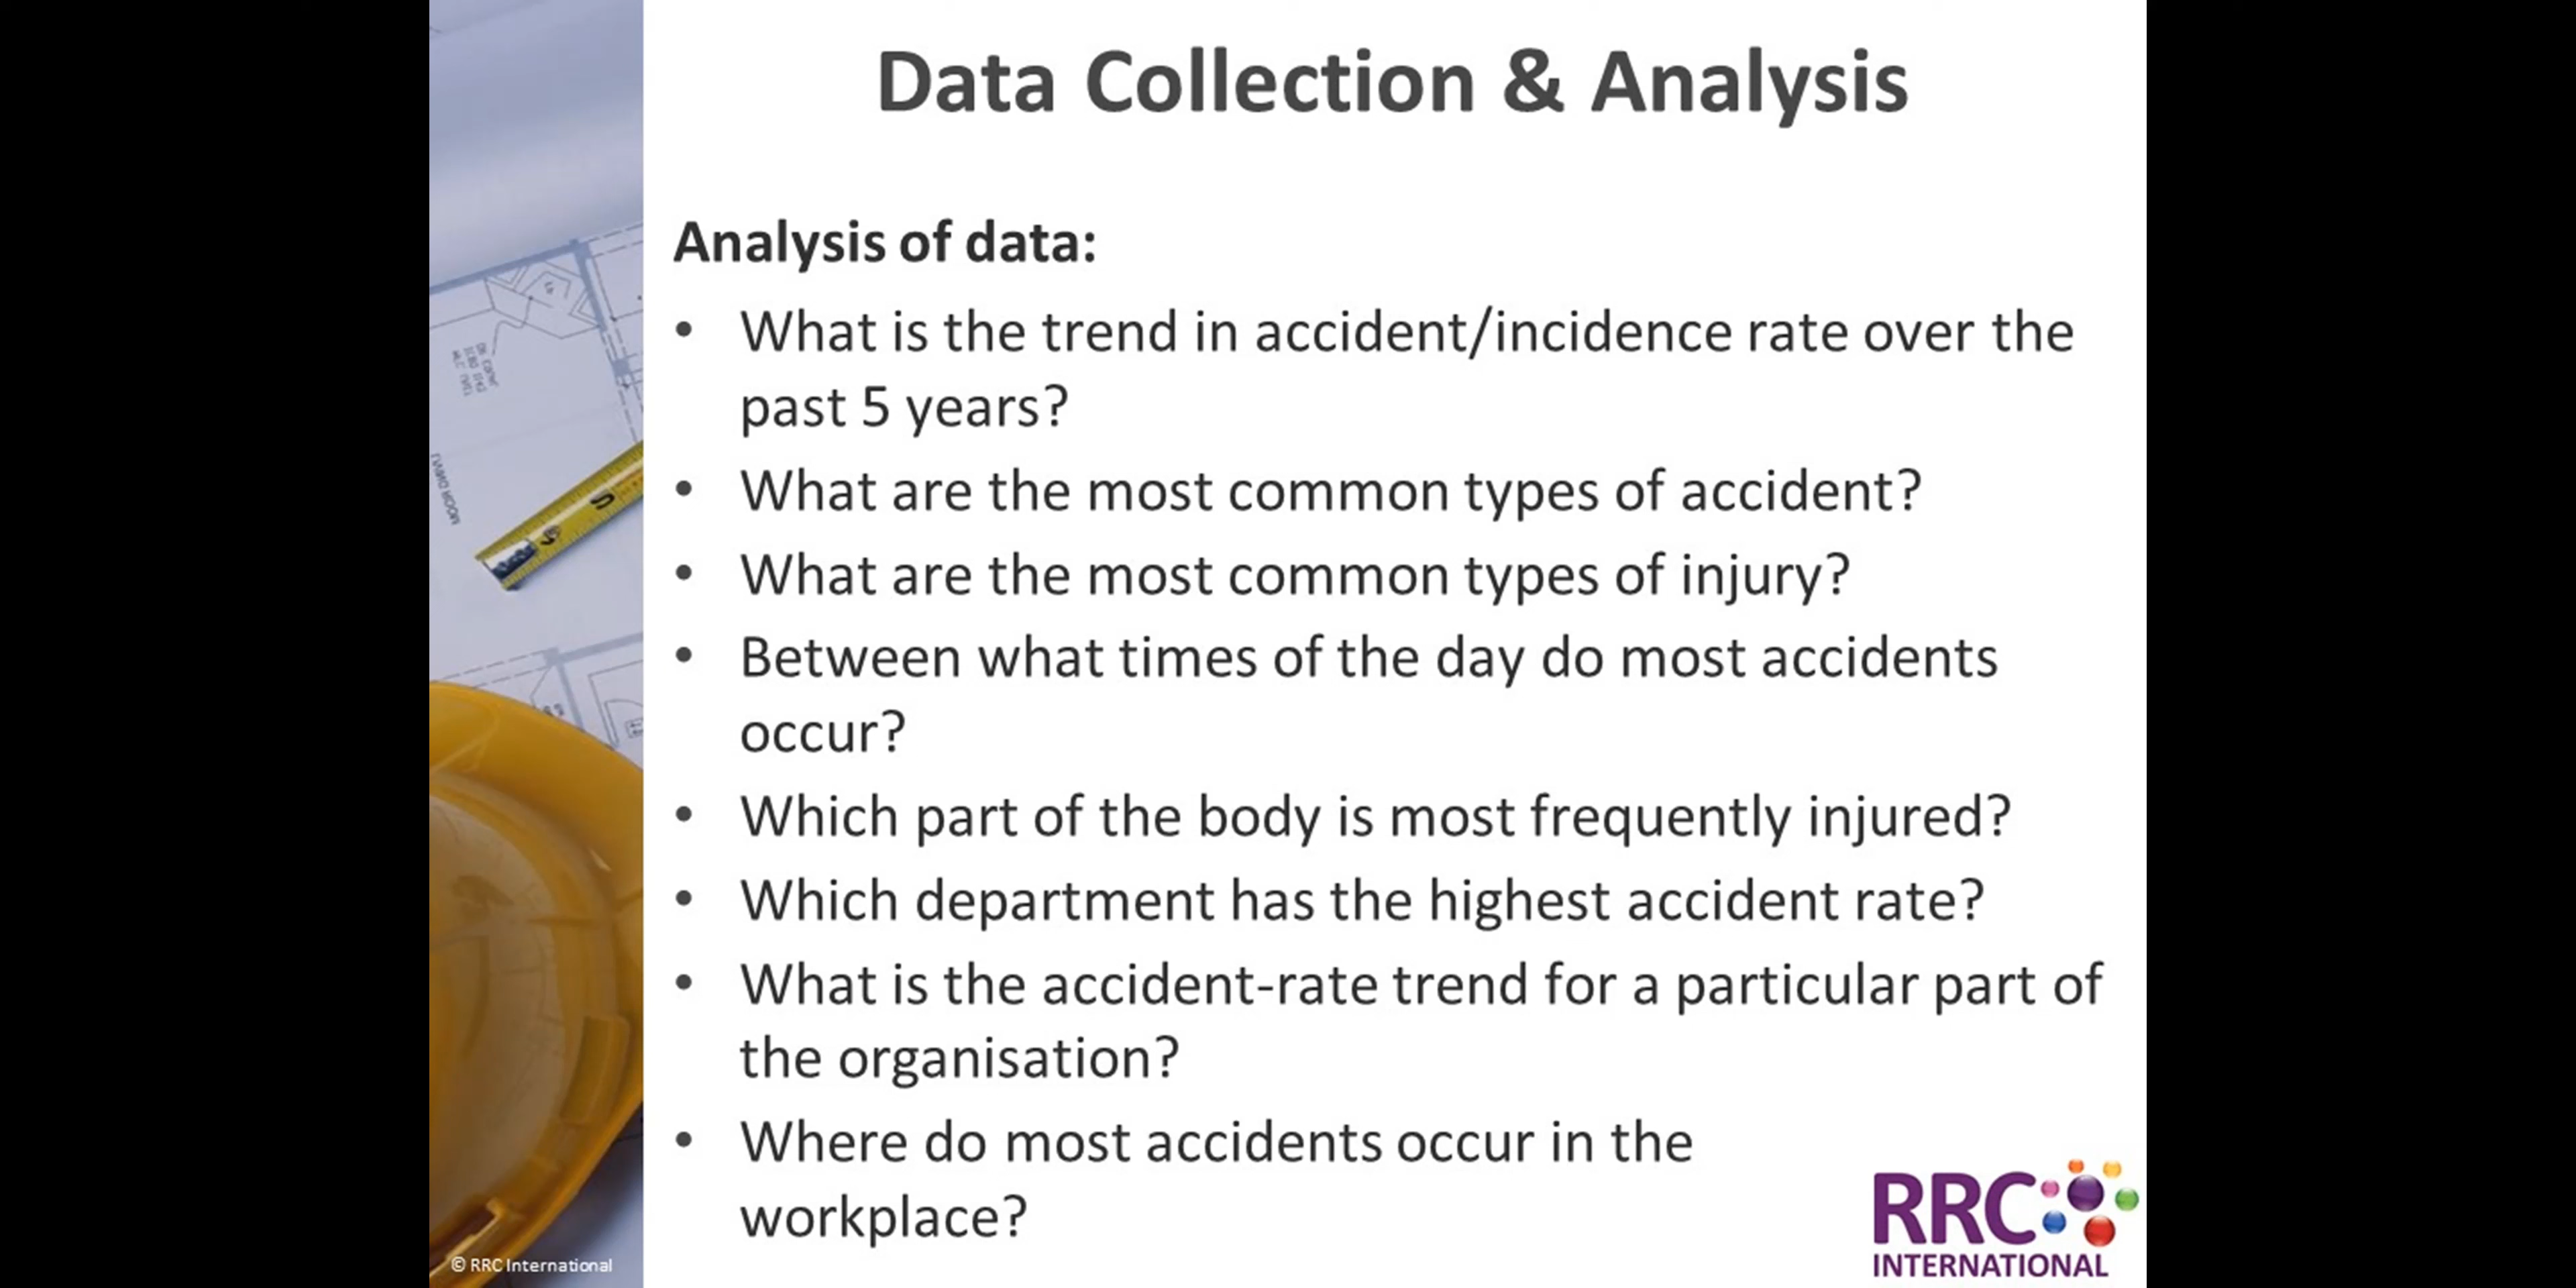 Data Collection & Analysis
Analysis of data:
• What is the trend in accident/incidence rate over the
past 5 years?
• What are the most common types of accident?
• What are the most common types of injury?
• Between what times of the day do most accidents
occur?
• Which part of the body is most frequently injured?
• Which department has the highest accident rate?
• What is the accident-rate trend for a particular part of
the organisation?
• Where do most accidents occur in the
workplace?
© RRC International
RRC
INTERNATIONAL